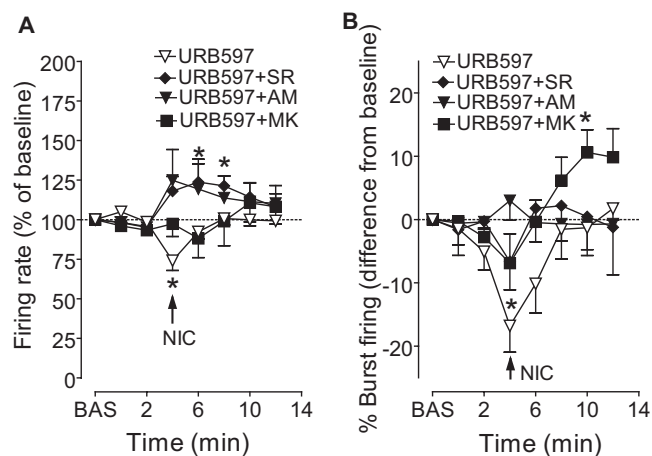 A
Firing rate (% of baseline)
200
175
150
125
100
75
50
25
0
URB597
URB597+SR
URB597+AM
URB597+MK
*
*
*
NIC
BAS 2 6 10 14
Time (min)
B
% Burst firing (difference from baseline)
20
10
0
-10
-20
URB597
URB597+SR
URB597+AM
URB597+MK
*
*
NIC
BAS 2 6 10 14
Time (min)